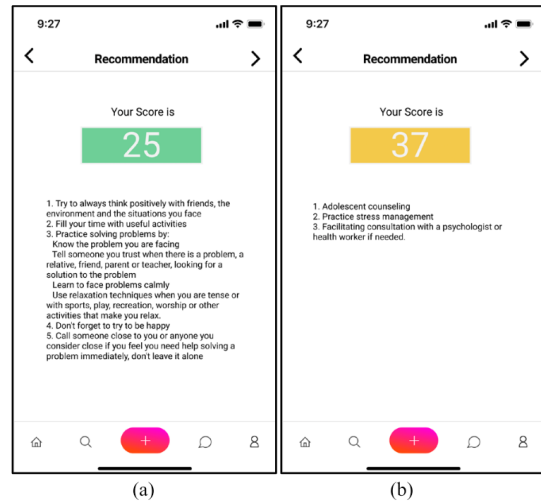 9:27
Recommendation
Your Score is
25
1. Try to always think positively with friends, the
environment and the situations you face
2. Fill your time with useful activities
3. Practice solving problems by:
Know the problem you are facing
Tell someone you trust when there is a problem, a
relative, friend, parent or teacher, looking for a
solution to the problem
Learn to face problems calmly
Use relaxation techniques when you are tense or
with sports, play, recreation, worship or other
activities that make you relax.
4. Don't forget to try to be happy
5. Call someone close to you or anyone you
consider close if you feel you need help solving a
problem immediately, don't leave it alone
(a)
9:27
Recommendation
Your Score is
37
1. Adolescent counseling
2. Practice stress management
3. Facilitating consultation with a psychologist or
health worker if needed.
(b)